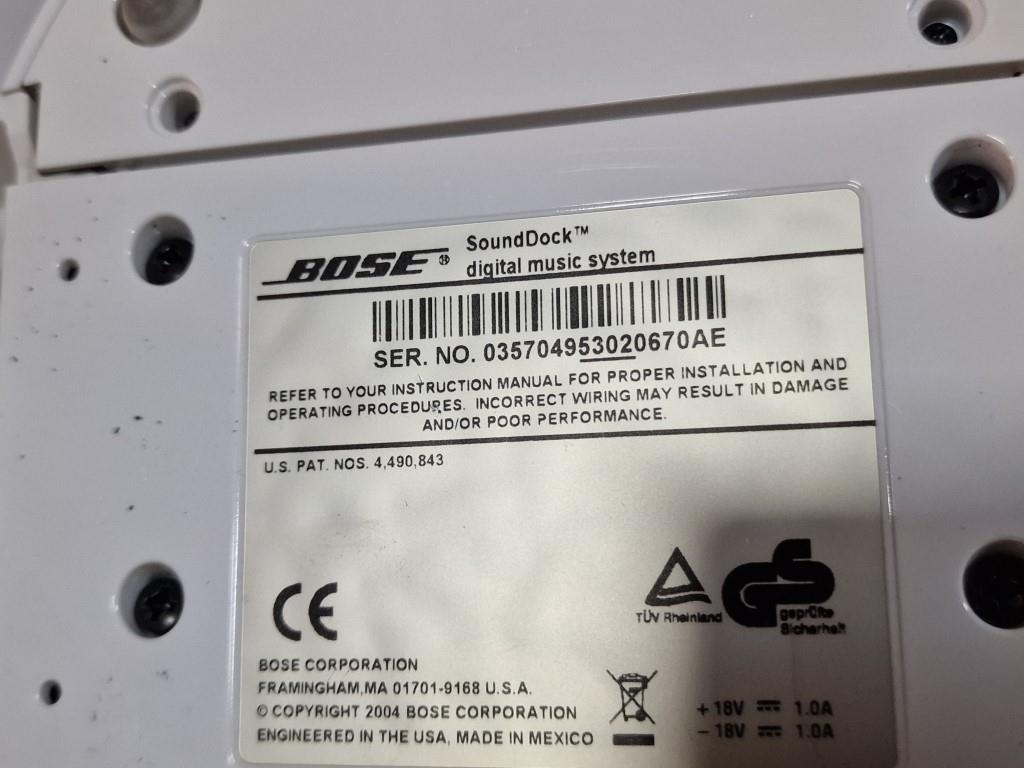 BOSE® SoundDock™
digital music system
SER. NO. 035704953020670AE
REFER TO YOUR INSTRUCTION MANUAL FOR PROPER INSTALLATION AND
OPERATING PROCEDURES. INCORRECT WIRING MAY RESULT IN DAMAGE
AND/OR POOR PERFORMANCE.
U.S. PAT. NOS. 4,490,843
CE
TÜV Rheinland
geprüfte
Sicherheit
BOSE CORPORATION
FRAMINGHAM,MA 01701-9168 U.S.A.
© COPYRIGHT 2004 BOSE CORPORATION
ENGINEERED IN THE USA, MADE IN MEXICO
+ 18V ⎓ 1.0A
– 18V ⎓ 1.0A